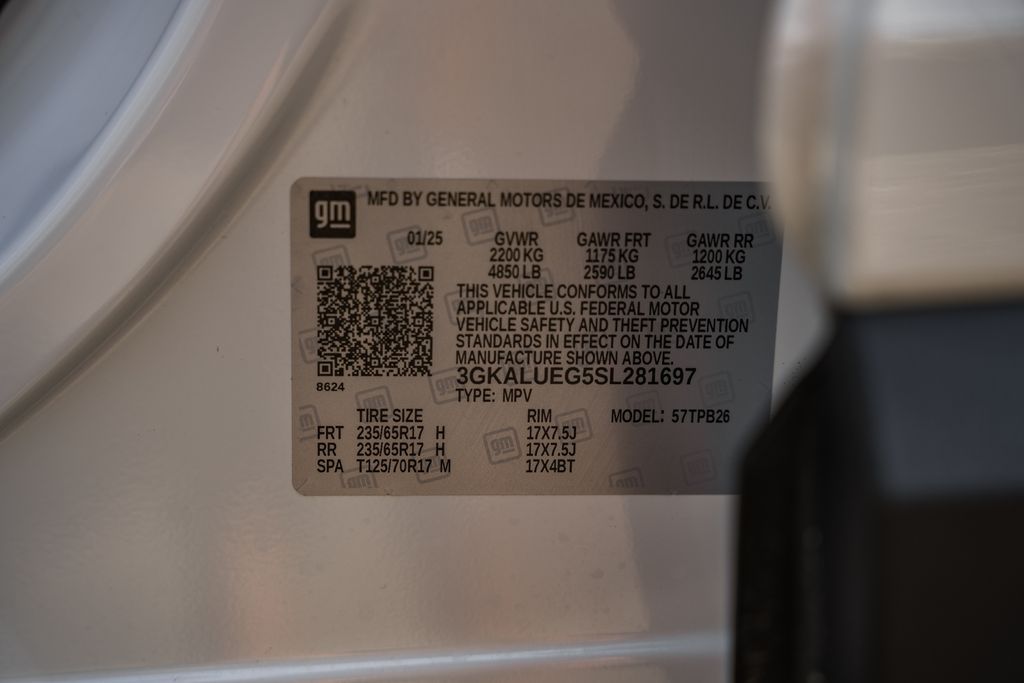 gm MFD BY GENERAL MOTORS DE MEXICO, S. DE R.L. DE C.V.
01/25 GVWR GAWR FRT GAWR RR
2200 KG 1175 KG 1200 KG
4850 LB 2590 LB 2645 LB
THIS VEHICLE CONFORMS TO ALL
APPLICABLE U.S. FEDERAL MOTOR
VEHICLE SAFETY AND THEFT PREVENTION
STANDARDS IN EFFECT ON THE DATE OF
MANUFACTURE SHOWN ABOVE.
3GKALUEG5SL281697
8624
TYPE: MPV
TIRE SIZE RIM MODEL: 57TPB26
FRT 235/65R17 H 17X7.5J
RR 235/65R17 H 17X7.5J
SPA T125/70R17 M 17X4BT